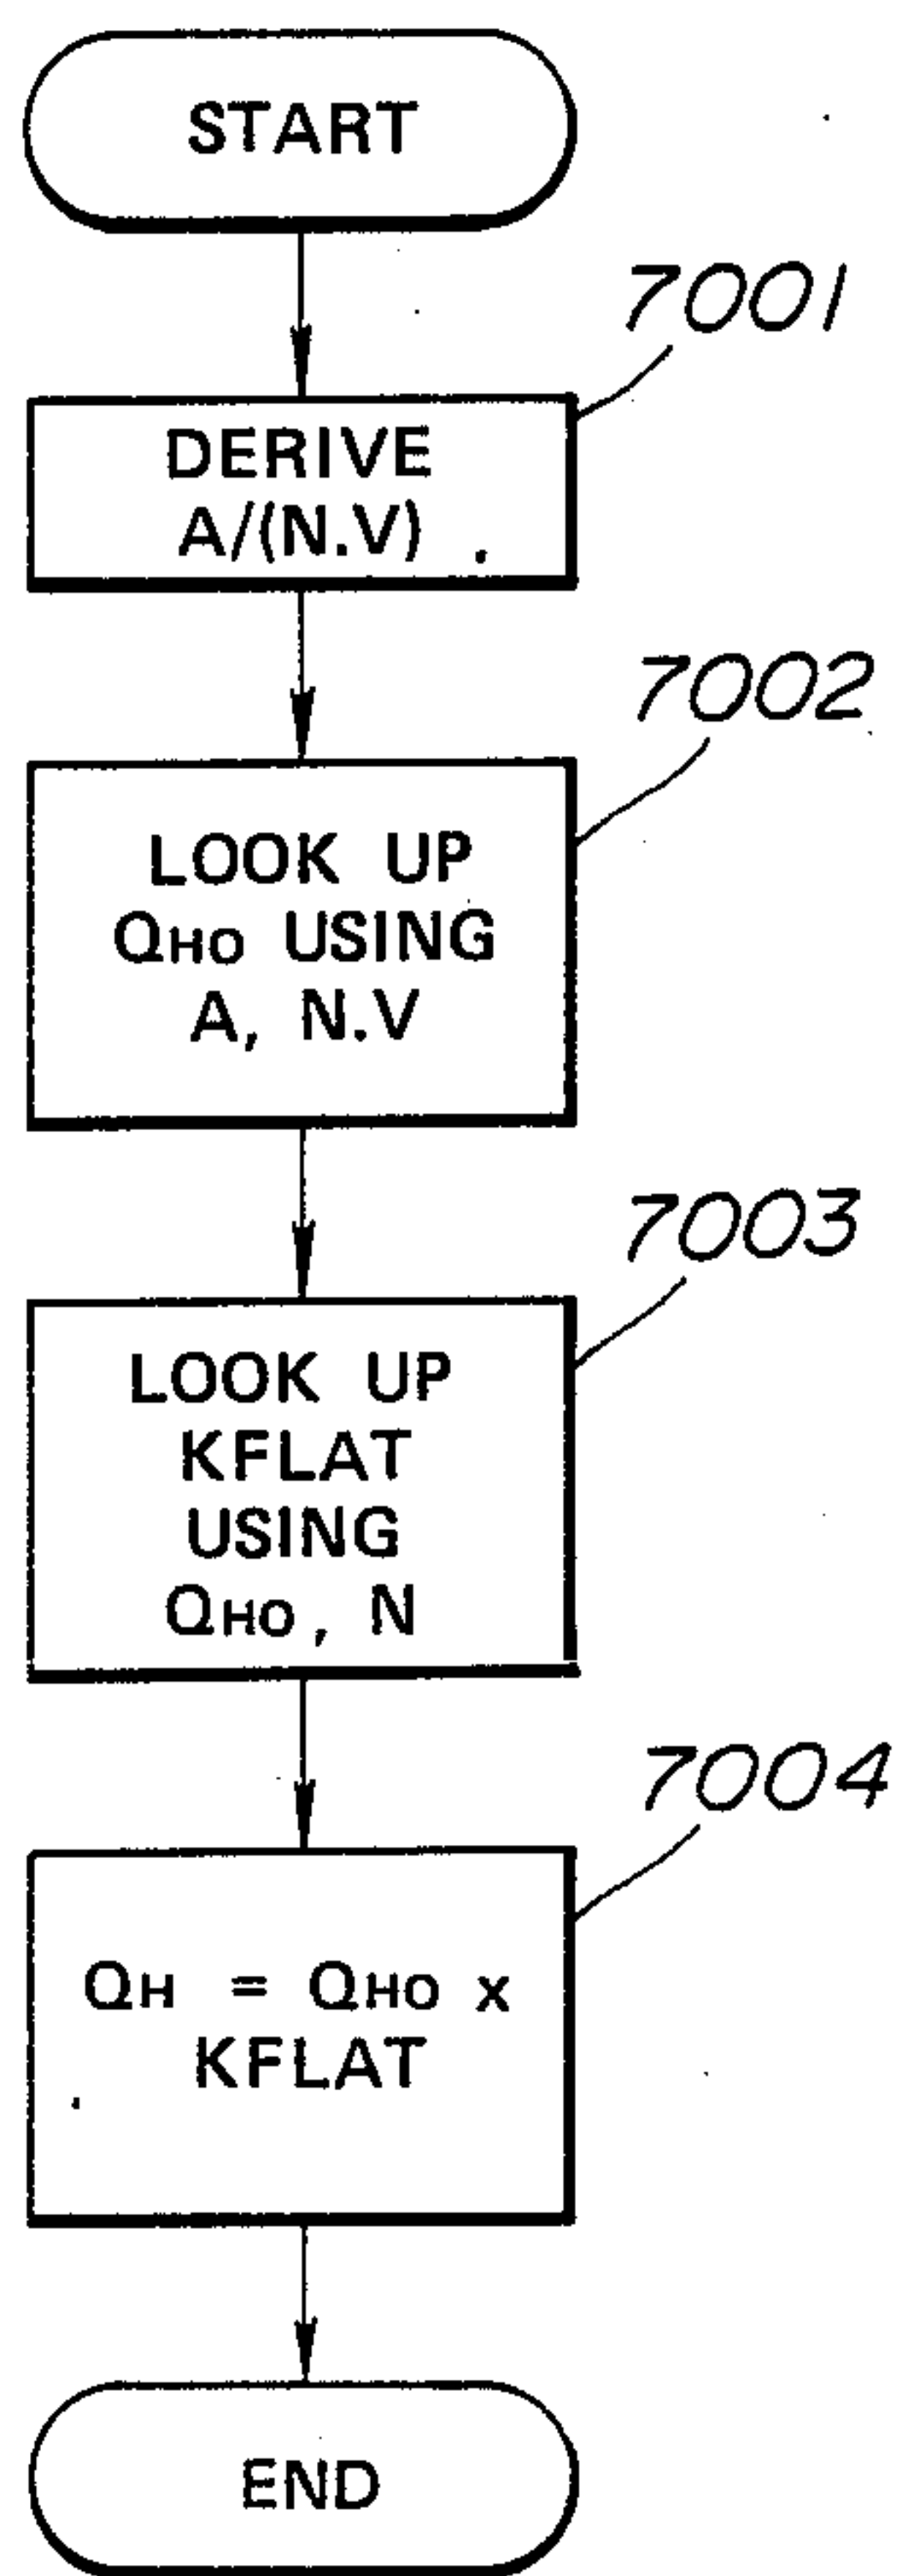 START
7001
DERIVE
A/(N.V)
7002
LOOK UP
QHO USING
A, N.V
7003
LOOK UP
KFLAT
USING
QHO, N
7004
QH = QHO x
KFLAT
END